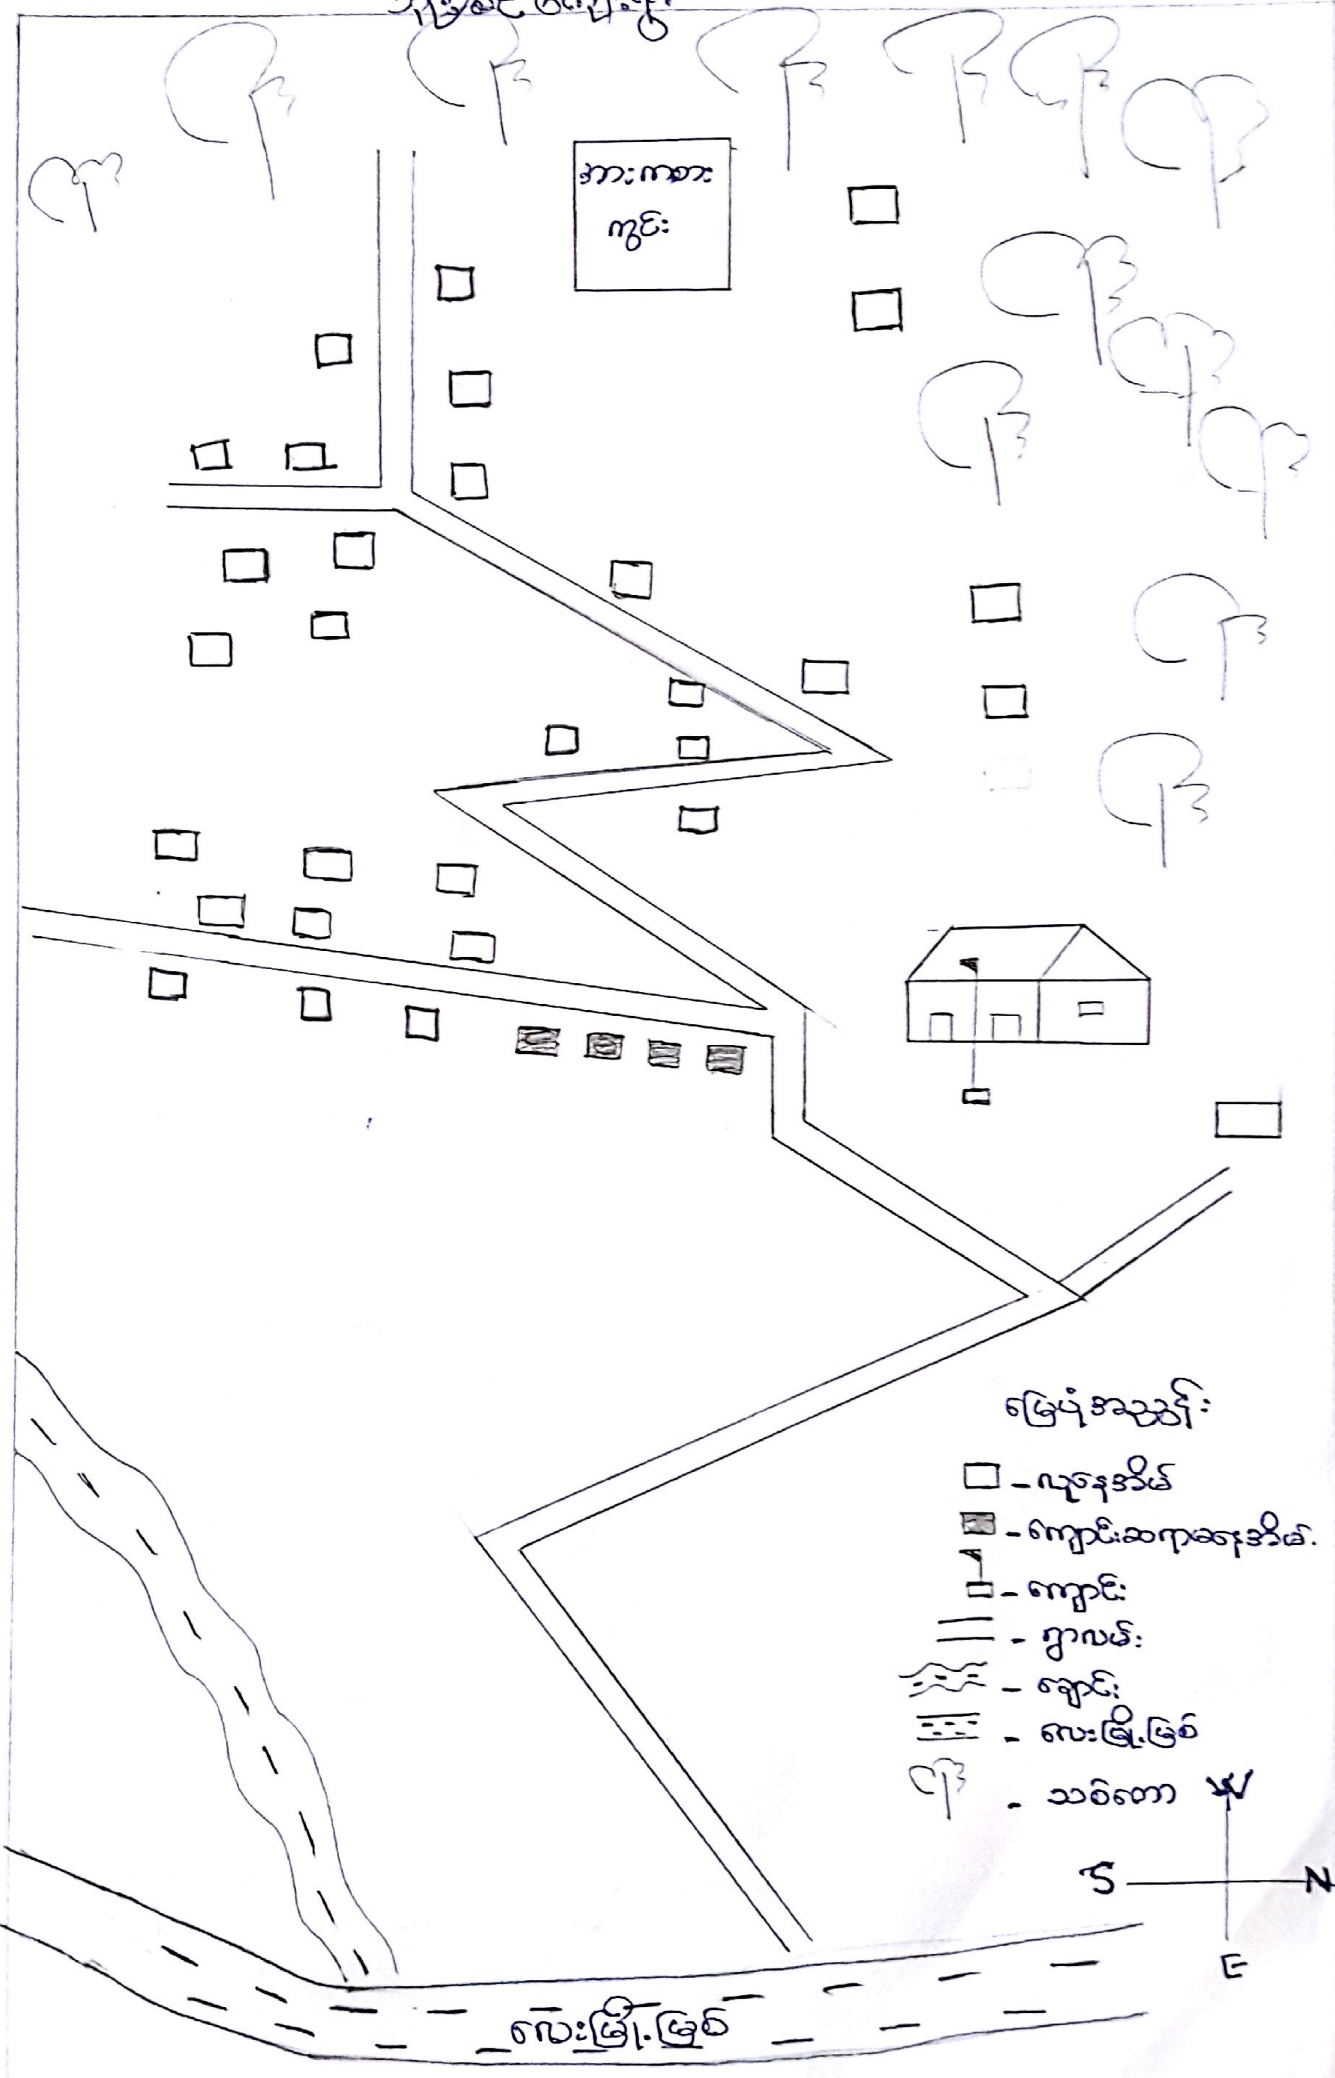 အားကစား
ကွင်း
မြေပုံအညွှန်း
– လူနေအိမ်
– ကျောင်းဆရာမနေအိမ်.
– ကျောင်း
- ရွာလမ်း
– ချောင်း
- လေးမြို့မြစ်
- သစ်တော
W
S
N
E
လေးမြို့မြစ်